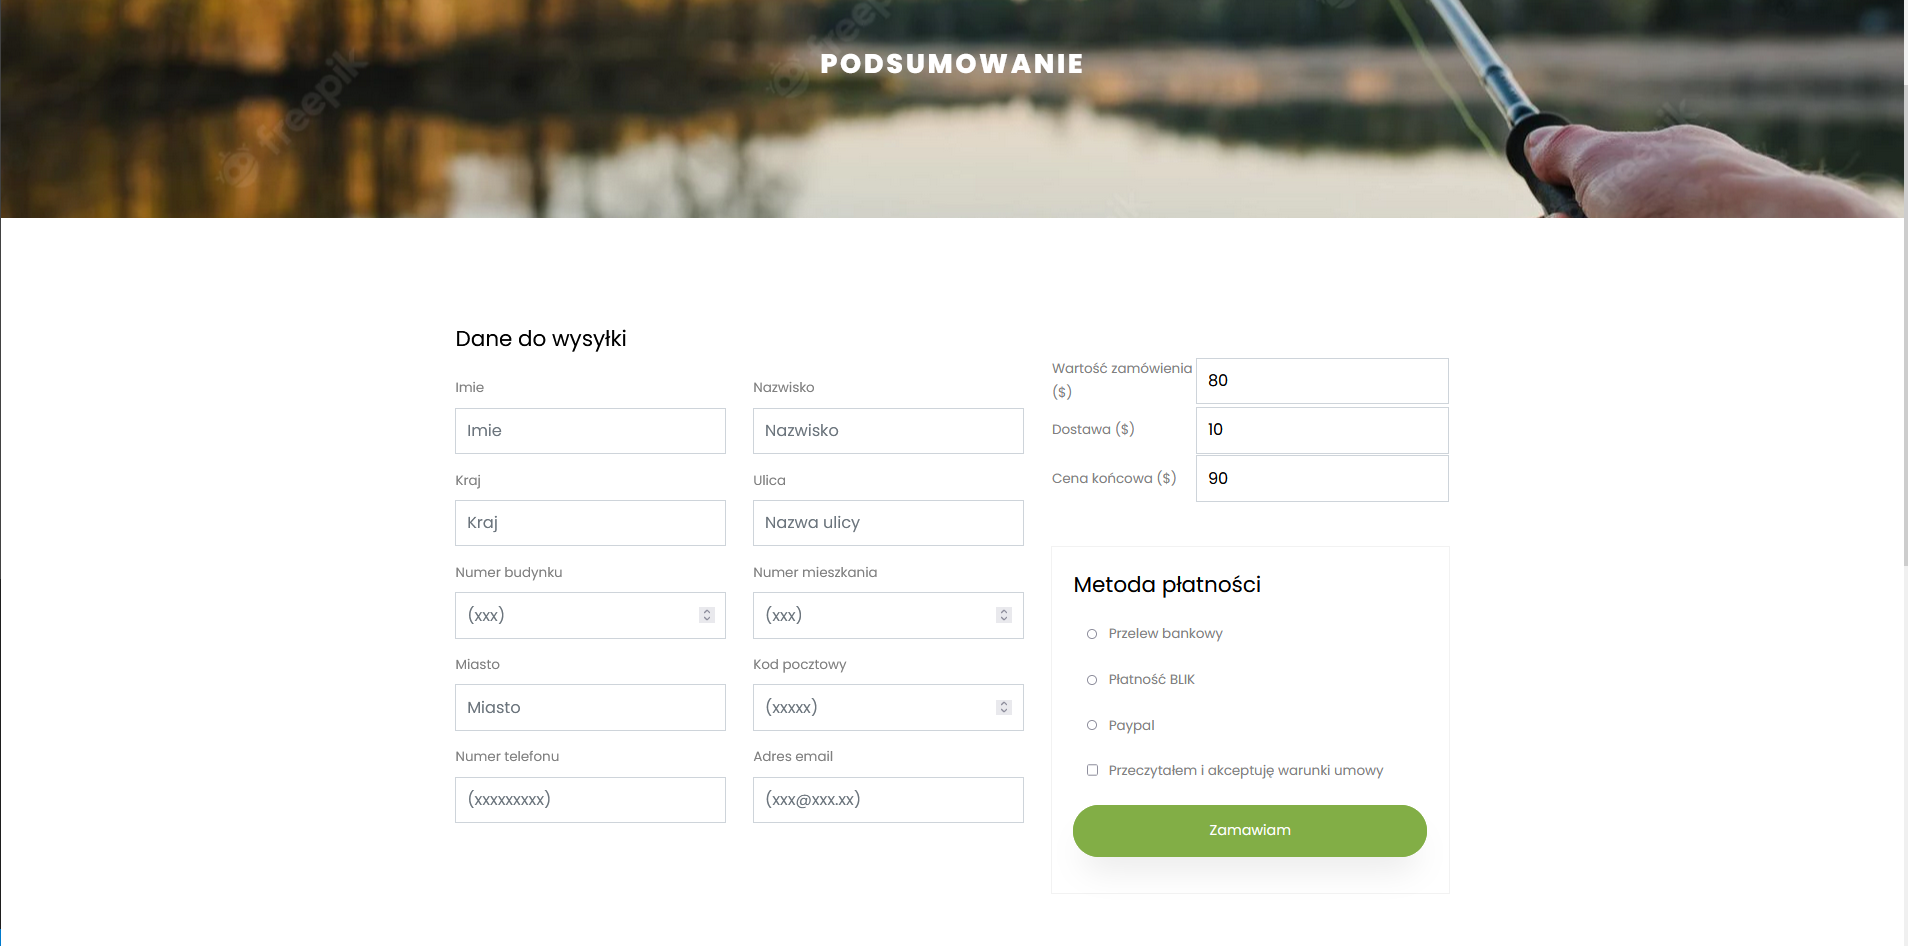 freepik
freepik
PODSUMOWANIE
Dane do wysyłki
Imie
Nazwisko
Imie
Nazwisko
Kraj
Ulica
Kraj
Nazwa ulicy
Numer budynku
Numer mieszkania
(xxx)
(xxx)
Miasto
Kod pocztowy
Miasto
(xxxxx)
Numer telefonu
Adres email
(xxxxxxxxx)
(xxx@xxx.xx)
Wartość zamówienia
($)
80
Dostawa ($)
10
Cena końcowa ($)
90
Metoda płatności
Przelew bankowy
Płatność BLIK
Paypal
Przeczytałem i akceptuję warunki umowy
Zamawiam